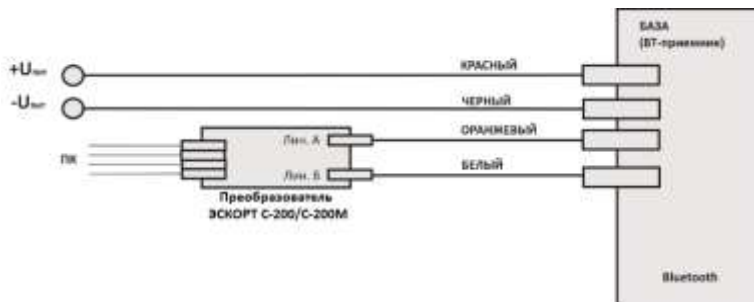 БАЗА
(BT-приемник)
+Uпит
КРАСНЫЙ
-Uпит
ЧЕРНЫЙ
ОРАНЖЕВЫЙ
Лин. А
ПК
БЕЛЫЙ
Лин. Б
Преобразователь
ЭСКОРТ С-200/С-200М
Bluetooth